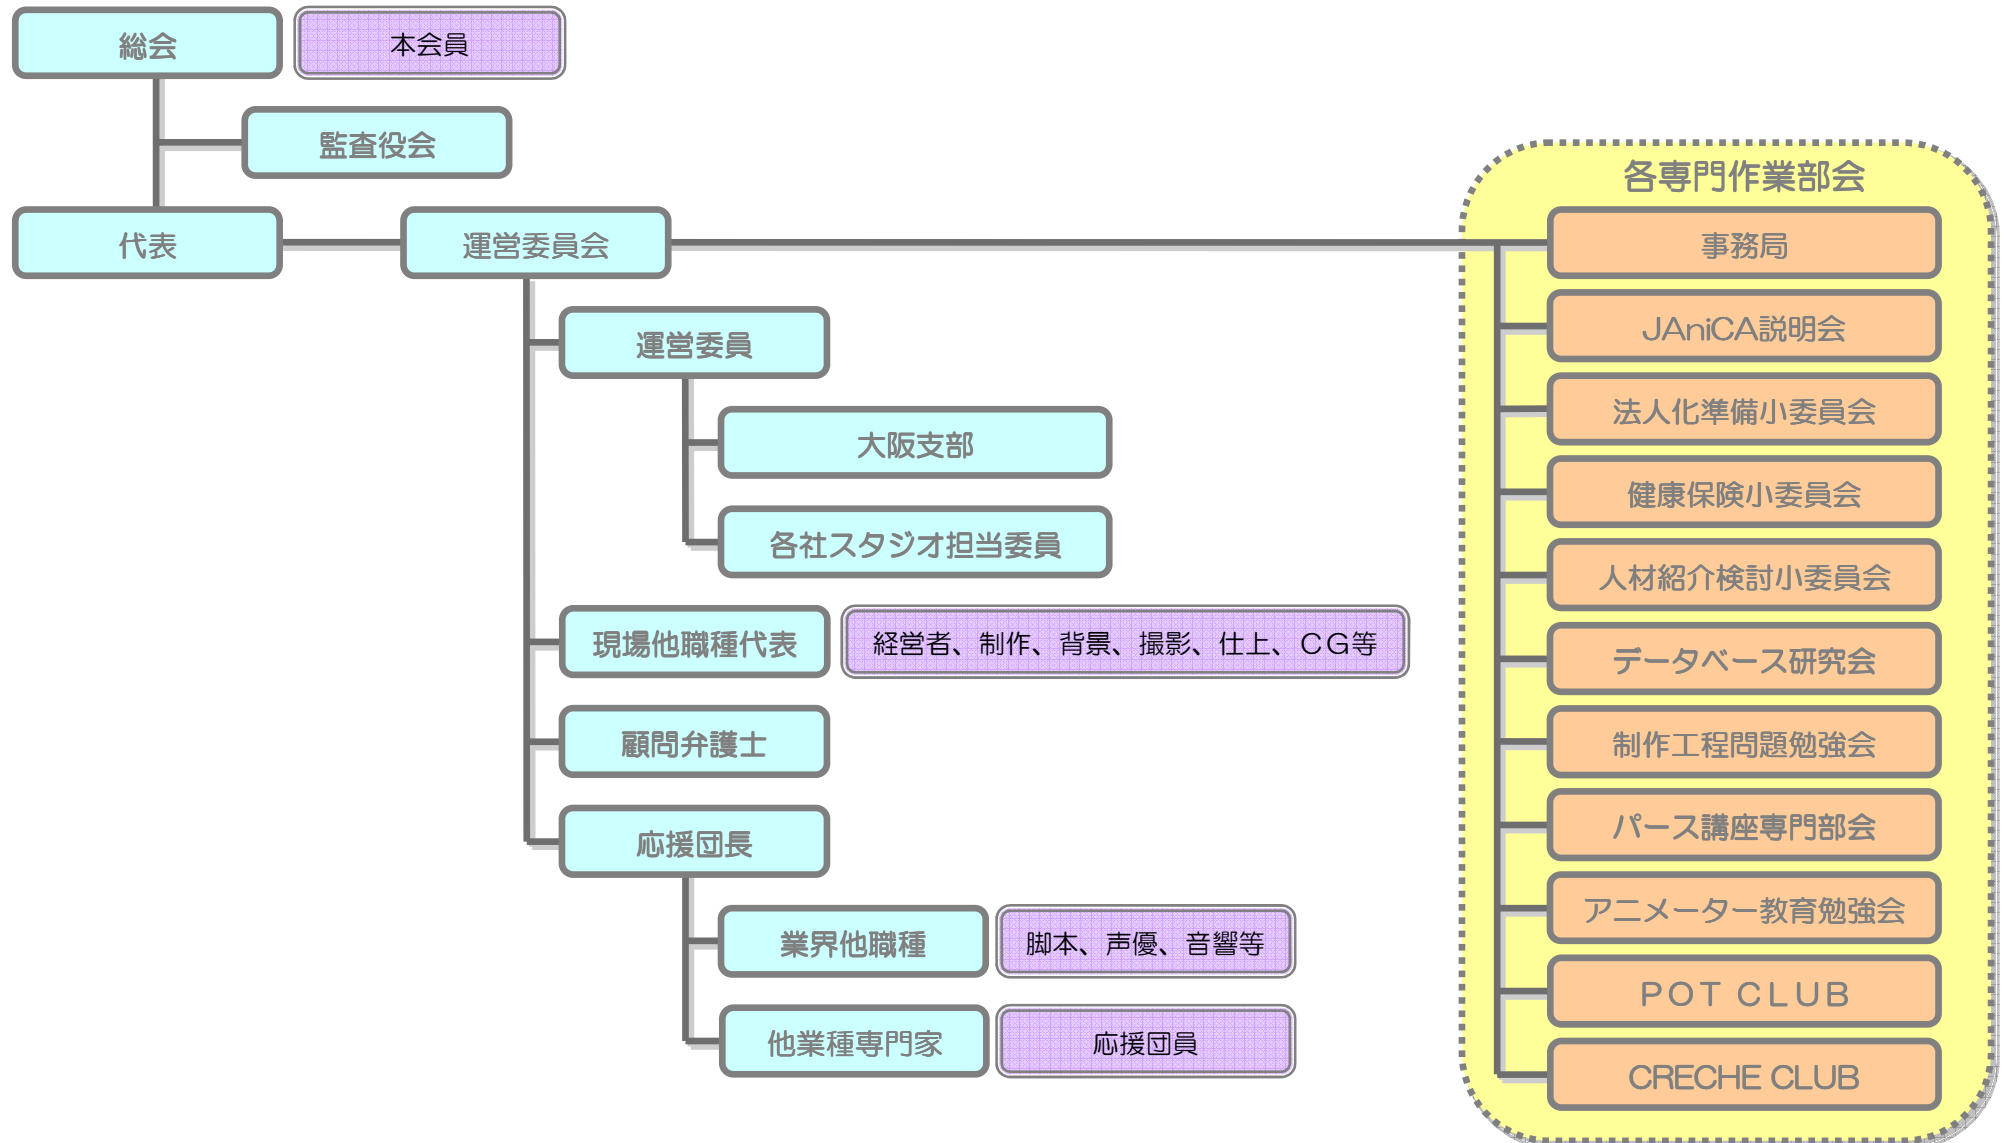 総会
本会員
監査役会
代表
運営委員会
運営委員
大阪支部
各社スタジオ担当委員
現場他職種代表
経営者、制作、背景、撮影、仕上、ＣＧ等
顧問弁護士
応援団長
業界他職種
脚本、声優、音響等
他業種専門家
応援団員
各専門作業部会
事務局
JAniCA説明会
法人化準備小委員会
健康保険小委員会
人材紹介検討小委員会
データベース研究会
制作工程問題勉強会
パース講座専門部会
アニメーター教育勉強会
ＰＯＴ ＣＬＵＢ
CRECHE CLUB